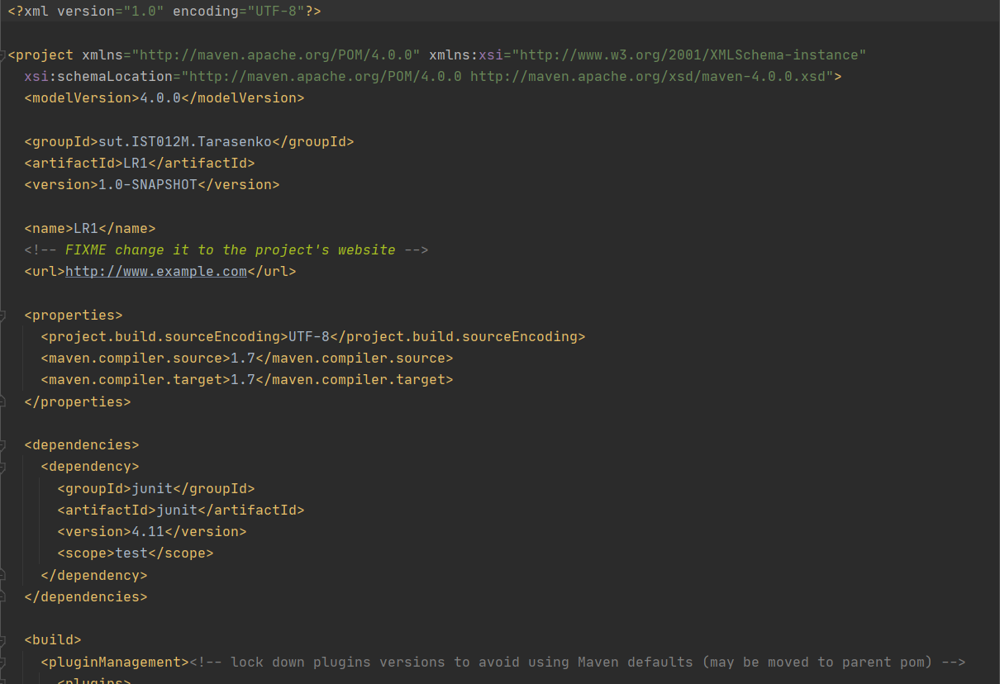 <?xml version="1.0" encoding="UTF-8"?>
<project xmlns="http://maven.apache.org/POM/4.0.0" xmlns:xsi="http://www.w3.org/2001/XMLSchema-instance"
xsi:schemaLocation="http://maven.apache.org/POM/4.0.0 http://maven.apache.org/xsd/maven-4.0.0.xsd">
<modelVersion>4.0.0</modelVersion>
<groupId>sut.IST012M.Tarasenko</groupId>
<artifactId>LR1</artifactId>
<version>1.0-SNAPSHOT</version>
<name>LR1</name>
<!-- FIXME change it to the project's website -->
<url>http://www.example.com</url>
<properties>
<project.build.sourceEncoding>UTF-8</project.build.sourceEncoding>
<maven.compiler.source>1.7</maven.compiler.source>
<maven.compiler.target>1.7</maven.compiler.target>
</properties>
<dependencies>
<dependency>
<groupId>junit</groupId>
<artifactId>junit</artifactId>
<version>4.11</version>
<scope>test</scope>
</dependency>
</dependencies>
<build>
<pluginManagement><!-- lock down plugins versions to avoid using Maven defaults (may be moved to parent pom) -->
<plugins>